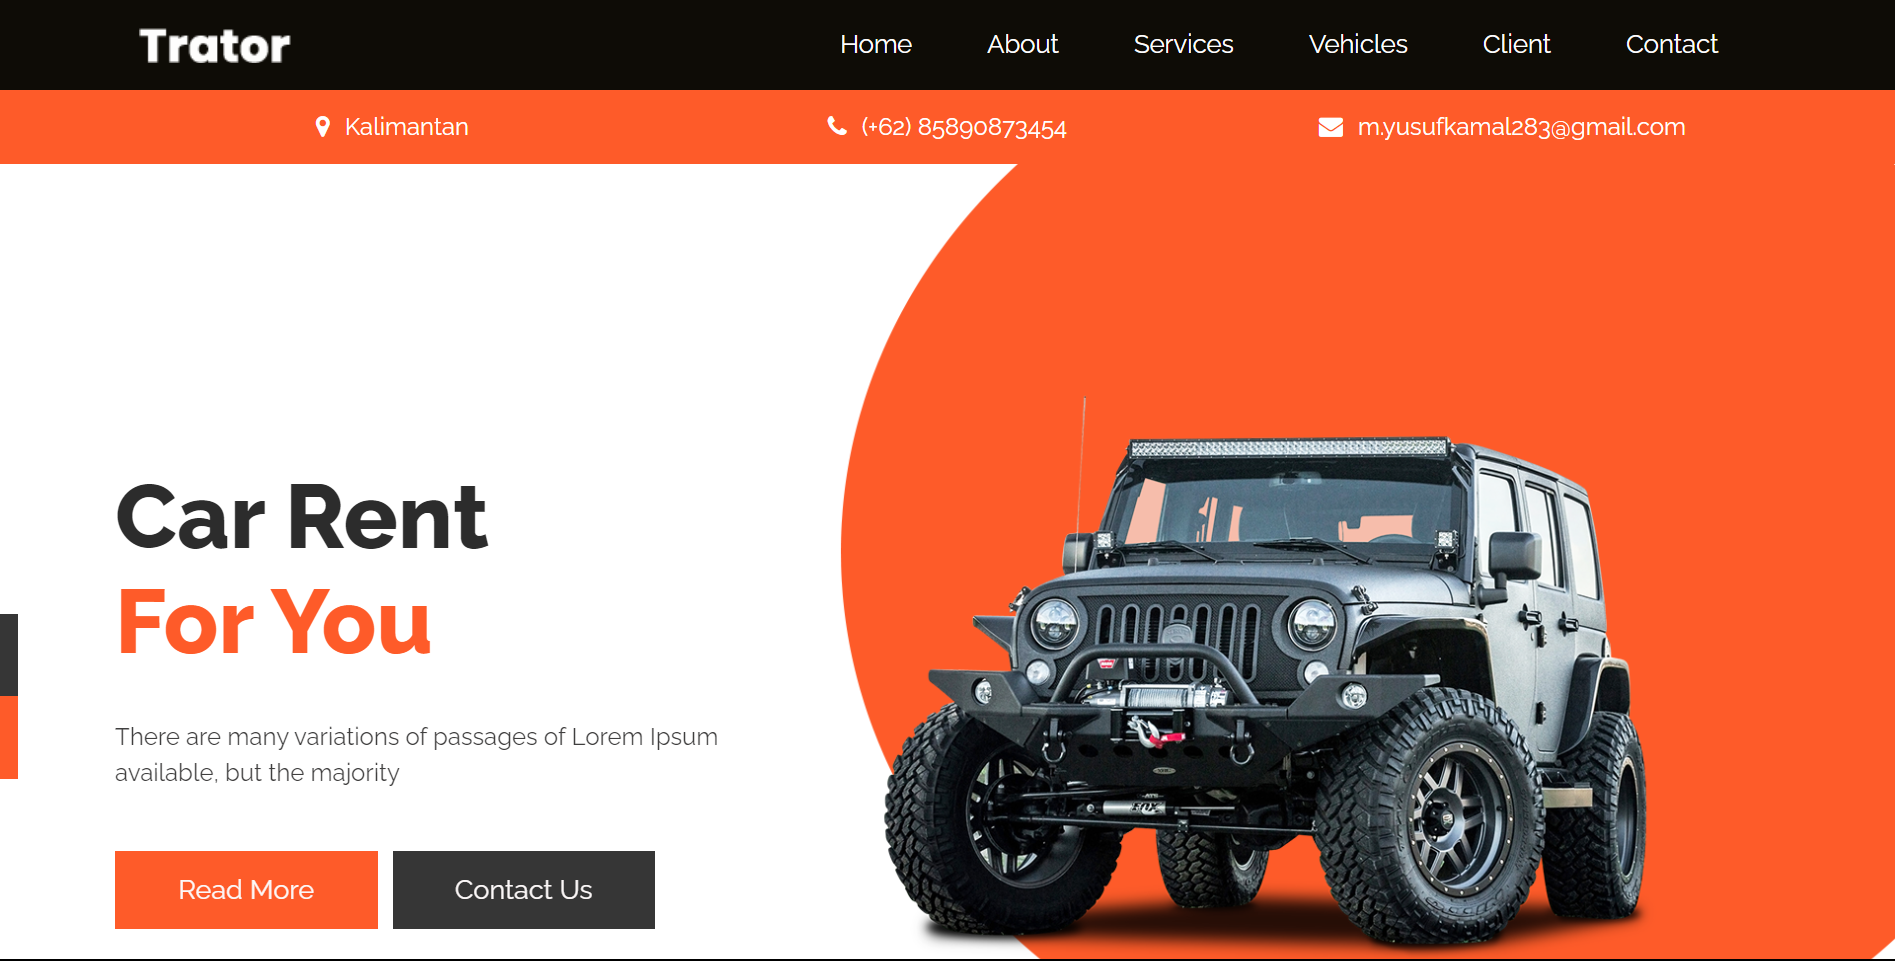 Trator
Home About Services Vehicles Client Contact
Kalimantan (+62) 85890873454 m.yusufkamal283@gmail.com
Car Rent
For You
There are many variations of passages of Lorem Ipsum
available, but the majority
FOX
Read More Contact Us